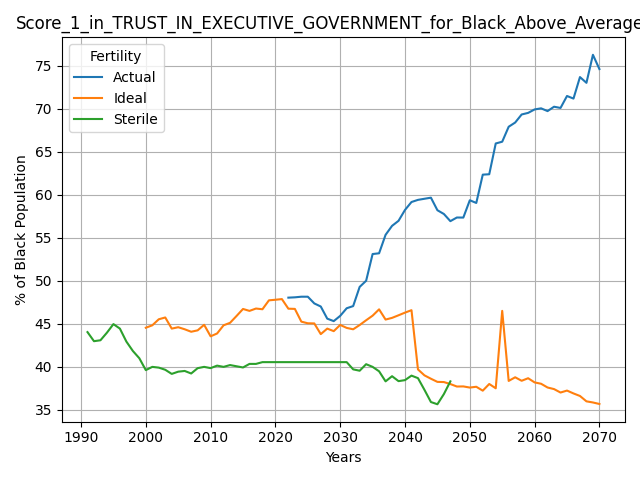 Score_1_in_TRUST_IN_EXECUTIVE_GOVERNMENT_for_Black_Above_Average
Fertility
Actual
Ideal
Sterile
% of Black Population
75
70
65
60
55
50
45
40
35
1990 2000 2010 2020 2030 2040 2050 2060 2070
Years